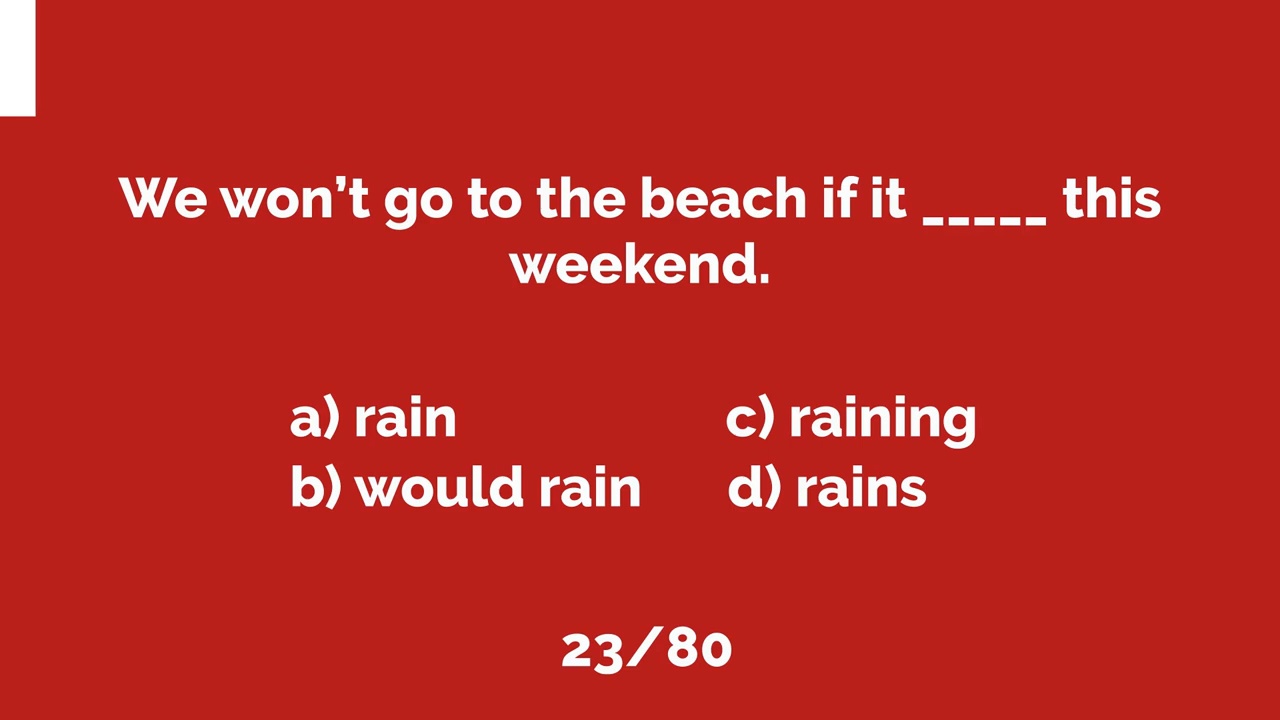 We won’t go to the beach if it _____ this
weekend.
a) rain
b) would rain
c) raining
d) rains
23/80